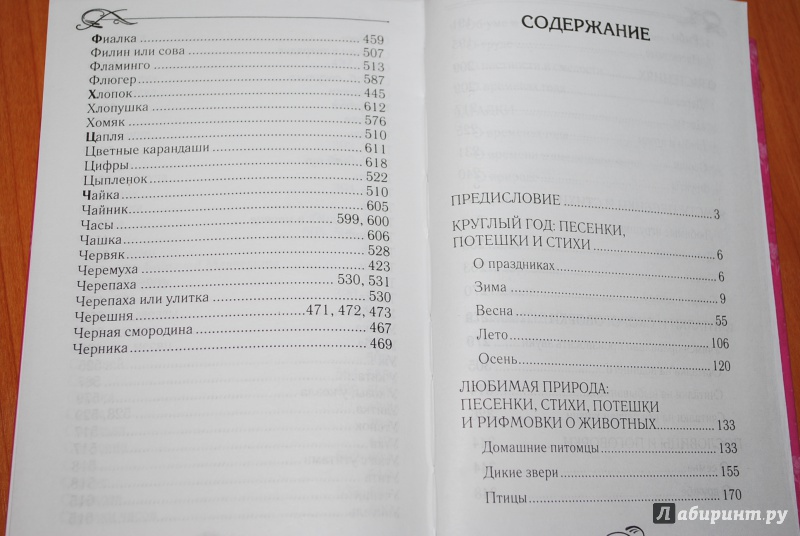 Фиалка 459
Филин или сова 507
Фламинго 513
Флюгер 587
Хлопок 445
Хлопушка 612
Хомяк 576
Цапля 510
Цветные карандаши 611
Цифры 618
Цыпленок 522
Чайка 510
Чайник 605
Часы 599, 600
Чашка 606
Червяк 528
Черемуха 423
Черепаха 530, 531
Черепаха или улитка 530
Черешня 471, 472, 473
Черная смородина 467
Черника 469
СОДЕРЖАНИЕ
ПРЕДИСЛОВИЕ 3
КРУГЛЫЙ ГОД: ПЕСЕНКИ,
ПОТЕШКИ И СТИХИ 6
О праздниках 6
Зима 9
Весна 55
Лето 106
Осень 120
ЛЮБИМАЯ ПРИРОДА:
ПЕСЕНКИ, СТИХИ, ПОТЕШКИ
И РИФМОВКИ О ЖИВОТНЫХ 133
Домашние питомцы 133
Дикие звери 155
Птицы 170
Лабиринт.ру